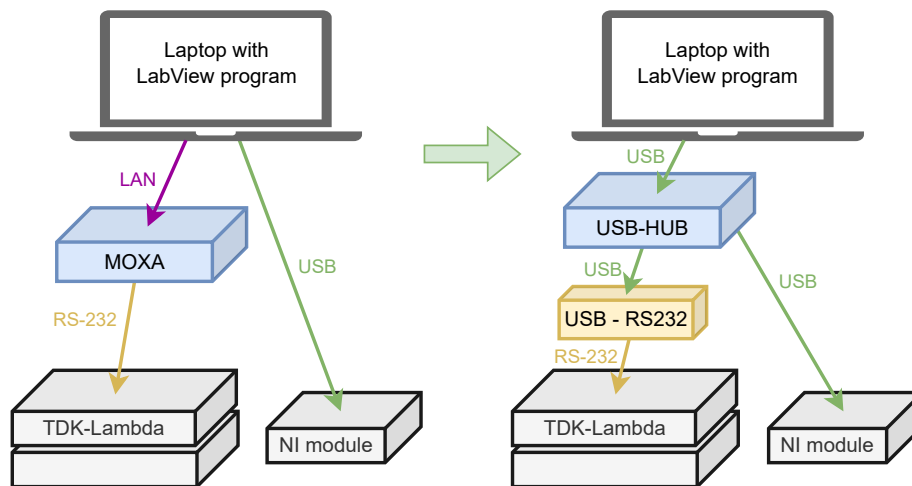 Laptop with
LabView program
LAN
MOXA
USB
RS-232
TDK-Lambda
NI module
Laptop with
LabView program
USB
USB-HUB
USB
USB
USB - RS232
RS-232
TDK-Lambda
NI module